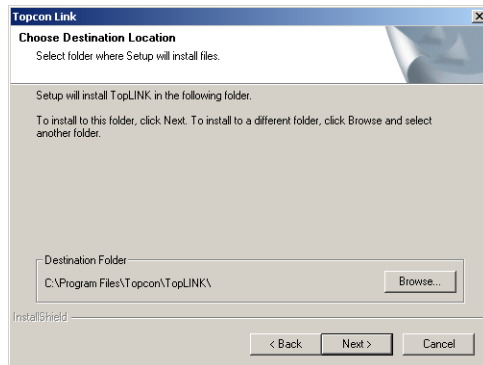 Topcon Link
Choose Destination Location
Select folder where Setup will install files.
Setup will install TopLINK in the following folder.
To install to this folder, click Next. To install to a different folder, click Browse and select
another folder.
Destination Folder
C:\Program Files\Topcon\TopLINK\
Browse...
InstallShield
< Back
Next >
Cancel